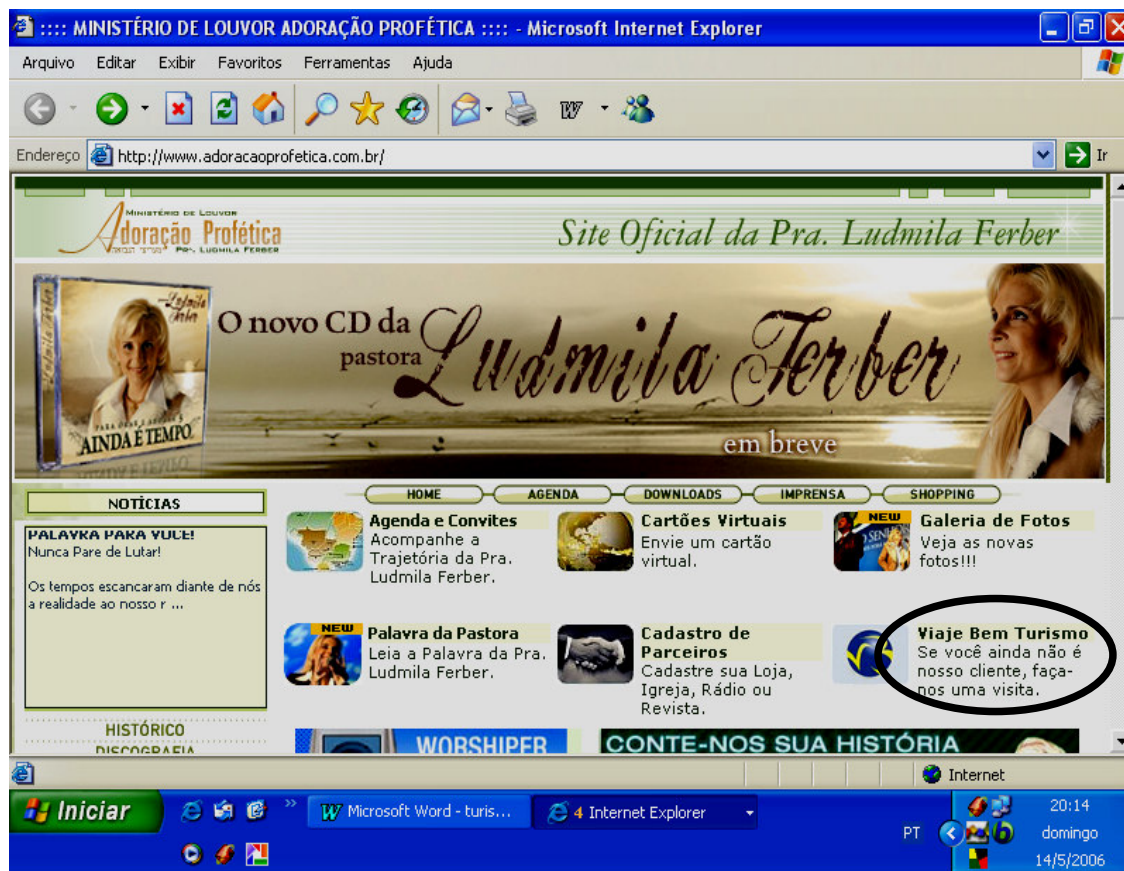 :::: MINISTÉRIO DE LOUVOR ADORAÇÃO PROFÉTICA :::: - Microsoft Internet Explorer
Arquivo Editar Exibir Favoritos Ferramentas Ajuda
Endereço http://www.adoracaoprofetica.com.br/ Ir
MINISTÉRIO DE LOUVOR
Adoração Profética
PRA. LUDMILA FERBER
Site Oficial da Pra. Ludmila Ferber
Ludmila Ferber
O novo CD da
pastora Ludmila Ferber
AINDA É TEMPO
em breve
HOME AGENDA DOWNLOADS IMPRENSA SHOPPING
NOTÍCIAS
PALAVRA PARA VOCE!
Nunca Pare de Lutar!
Os tempos escancaram diante de nós
a realidade ao nosso r ...
HISTÓRICO
DISCOGRAFIA
Agenda e Convites
Acompanhe a
Trajetória da Pra.
Ludmila Ferber.
Cartões Virtuais
Envie um cartão
virtual.
NEW
Galeria de Fotos
Veja as novas
fotos!!!
NEW
Palavra da Pastora
Leia a Palavra da Pra.
Ludmila Ferber.
Cadastro de
Parceiros
Cadastre sua Loja,
Igreja, Rádio ou
Revista.
Viaje Bem Turismo
Se você ainda não é
nosso cliente, faça-
nos uma visita.
WORSHIPER
CONTE-NOS SUA HISTÓRIA
Internet
Iniciar
Microsoft Word - turis...
4 Internet Explorer
PT
20:14
domingo
14/5/2006